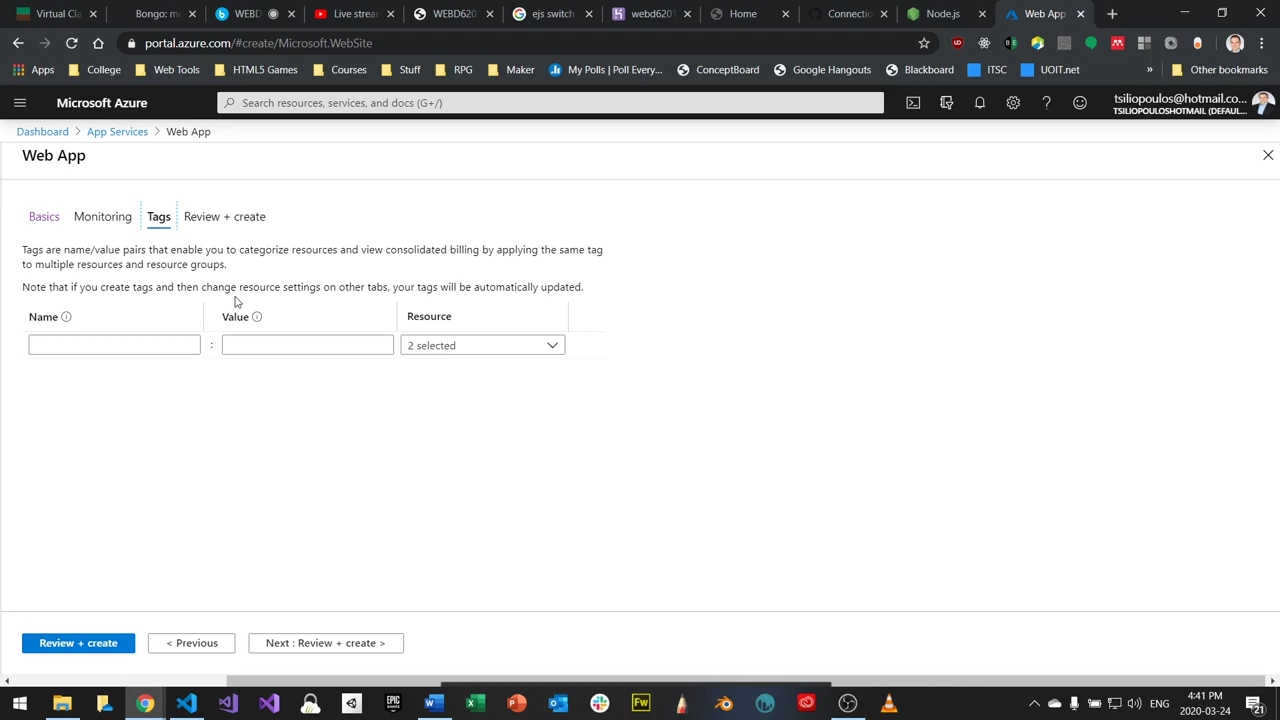 Virtual Cla
Bongo: me
WEBD
Live strean
WEBD620
ejs switch
webd6201
Home
Connectio
Node.js
Web App
portal.azure.com/#create/Microsoft.WebSite
Apps
College
Web Tools
HTML5 Games
Courses
Stuff
RPG
Maker
My Polls | Poll Every...
ConceptBoard
Google Hangouts
Blackboard
ITSC
UOIT.net
»
Other bookmarks
Microsoft Azure
Search resources, services, and docs (G+/)
tsiliopoulos@hotmail.co...
TSILIOPOULOSHOTMAIL (DEFAUL...
Dashboard > App Services > Web App
Web App
Basics Monitoring Tags Review + create
Tags are name/value pairs that enable you to categorize resources and view consolidated billing by applying the same tag
to multiple resources and resource groups.
Note that if you create tags and then change resource settings on other tabs, your tags will be automatically updated.
Name Value Resource
: 2 selected
Review + create < Previous Next : Review + create >
ENG
4:41 PM
2020-03-24
21